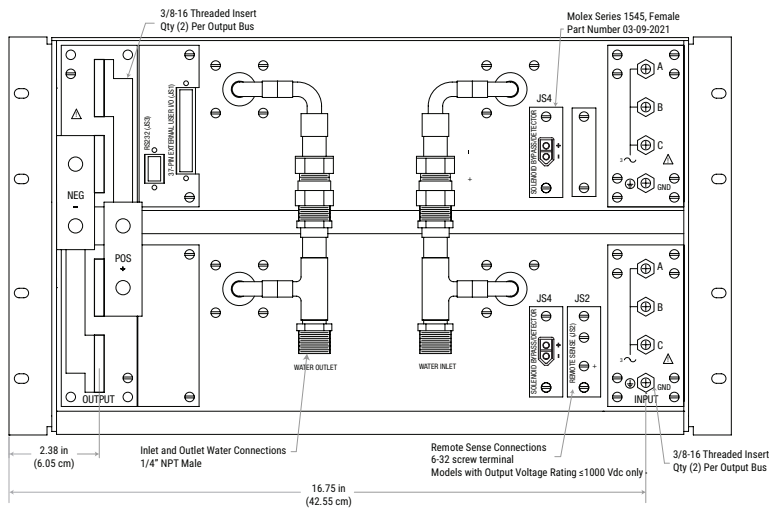 3/8-16 Threaded Insert
Qty (2) Per Output Bus
Molex Series 1545, Female
Part Number 03-09-2021
RS232 (JS3)
37-PIN EXTERNAL USER I/O (JS1)
NEG
-
POS
+
-
+
JS4
SOLENOID BYPASS/DETECTOR
+
-
A
B
C
3
GND
WATER OUTLET
WATER INLET
JS4
JS2
SOLENOID BYPASS/DETECTOR
+
-
REMOTE SENSE (JS2)
+
A
B
C
3
GND
OUTPUT
INPUT
2.38 in
(6.05 cm)
Inlet and Outlet Water Connections
1/4" NPT Male
Remote Sense Connections
6-32 screw terminal
Models with Output Voltage Rating ≤1000 Vdc only
3/8-16 Threaded Insert
Qty (2) Per Output Bus
16.75 in
(42.55 cm)